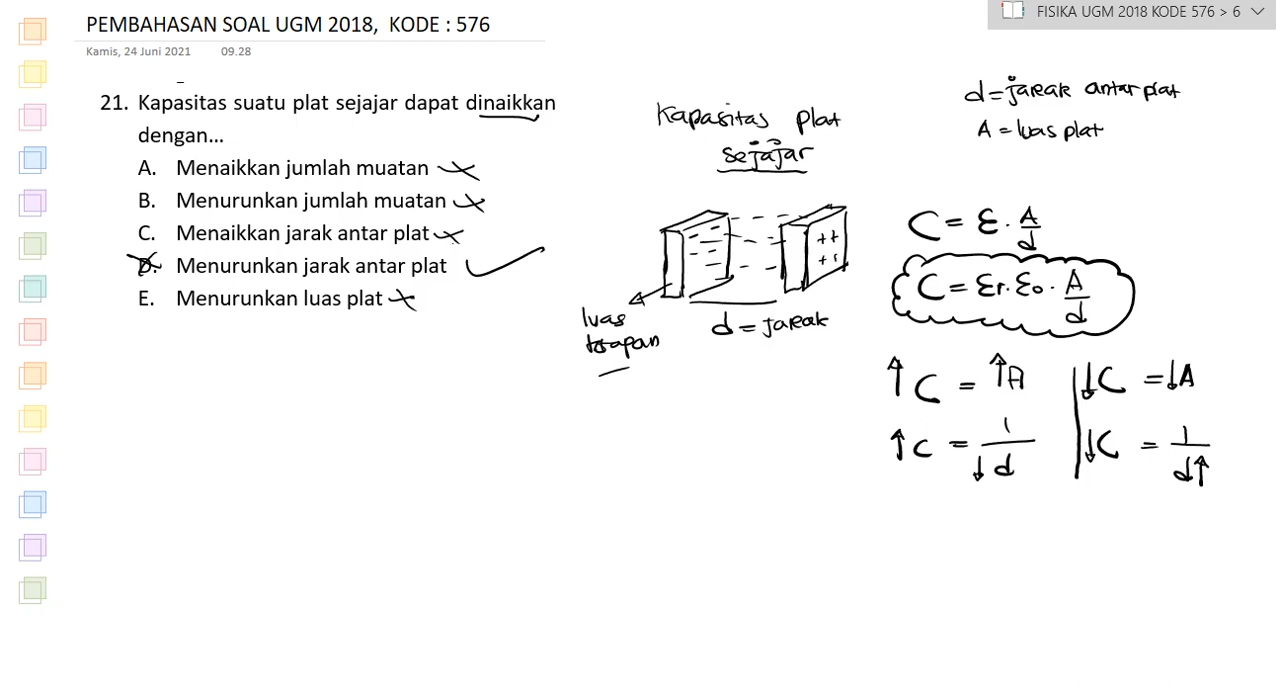 PEMBAHASAN SOAL UGM 2018, KODE : 576
Kamis, 24 Juni 2021 09.28
FISIKA UGM 2018 KODE 576 > 6
21. Kapasitas suatu plat sejajar dapat dinaikkan
dengan...
A. Menaikkan jumlah muatan
B. Menurunkan jumlah muatan
C. Menaikkan jarak antar plat
D. Menurunkan jarak antar plat
E. Menurunkan luas plat
Kapasitas plat
sejajar
luas
d = jarak
d = jarak antar plat
A = luas plat
C = ε · A/d
C = εr · εo · A/d
↑C = ↑A
↓C = ↓A
↑C = 1/↓d
↓C = 1/d↑